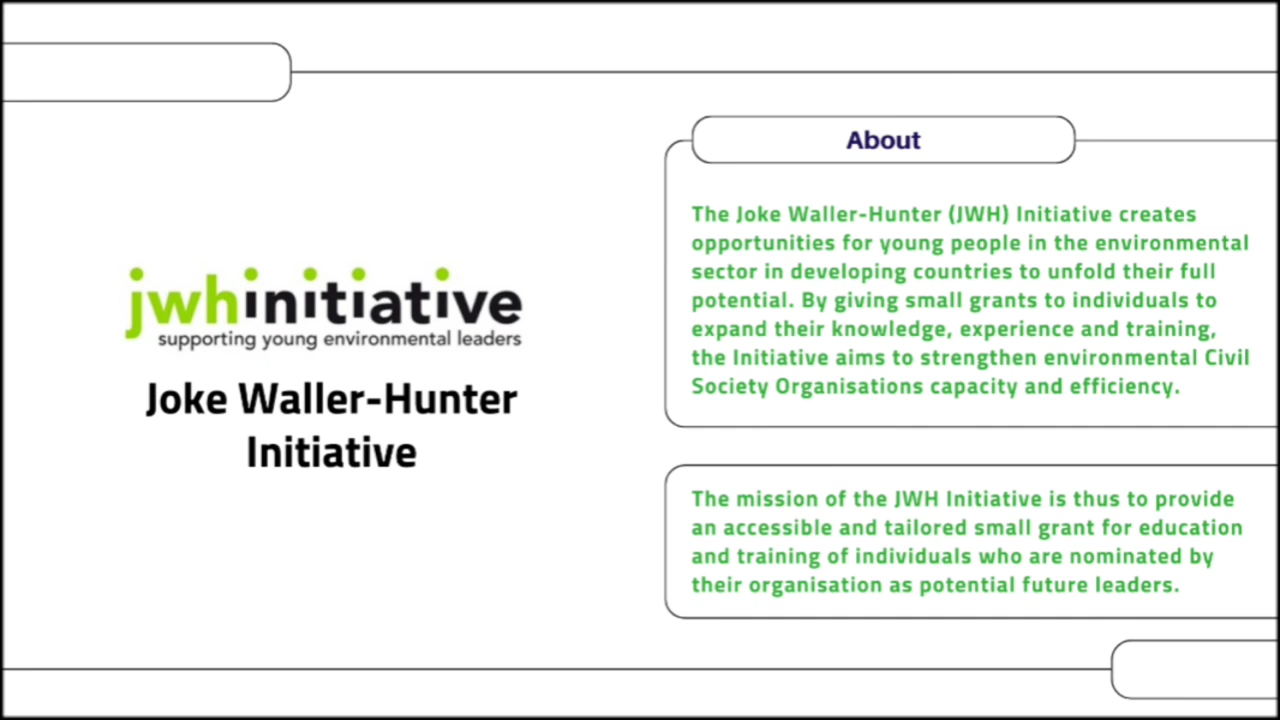 jwhinitiative
supporting young environmental leaders
Joke Waller-Hunter
Initiative
About
The Joke Waller-Hunter (JWH) Initiative creates
opportunities for young people in the environmental
sector in developing countries to unfold their full
potential. By giving small grants to individuals to
expand their knowledge, experience and training,
the Initiative aims to strengthen environmental Civil
Society Organisations capacity and efficiency.
The mission of the JWH Initiative is thus to provide
an accessible and tailored small grant for education
and training of individuals who are nominated by
their organisation as potential future leaders.